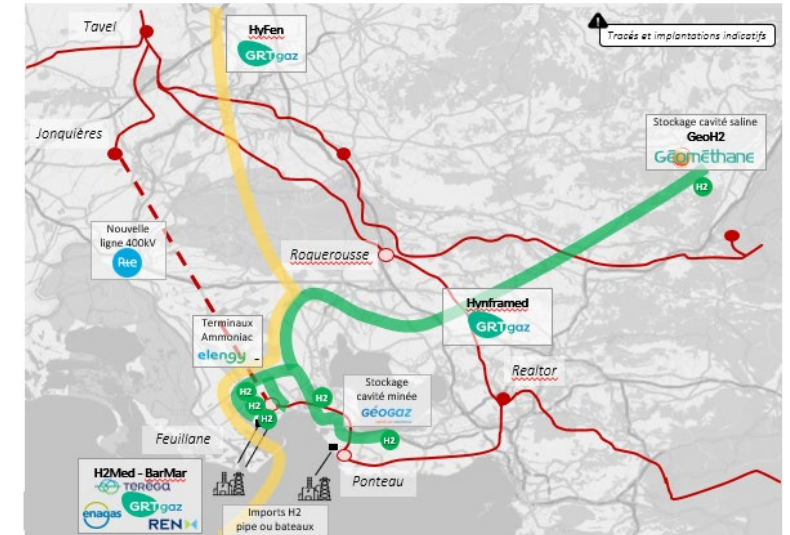 Tavel
HyFen
GRTgaz
Tracés et implantations indicatifs
Jonquières
Stockage cavité saline
GeoH2
Géométhane
H2
Nouvelle
ligne 400kV
Rte
Roquerousse
Hynframed
GRTgaz
Terminaux
Ammoniac
elengy -
Realtor
Stockage
cavité minée
GÉOGAZ
H2
H2
H2
H2
H2
Feuillane
Ponteau
H2Med - BarMar
TERÉGA
GRTgaz
enagas
REN
Imports H2
pipe ou bateaux